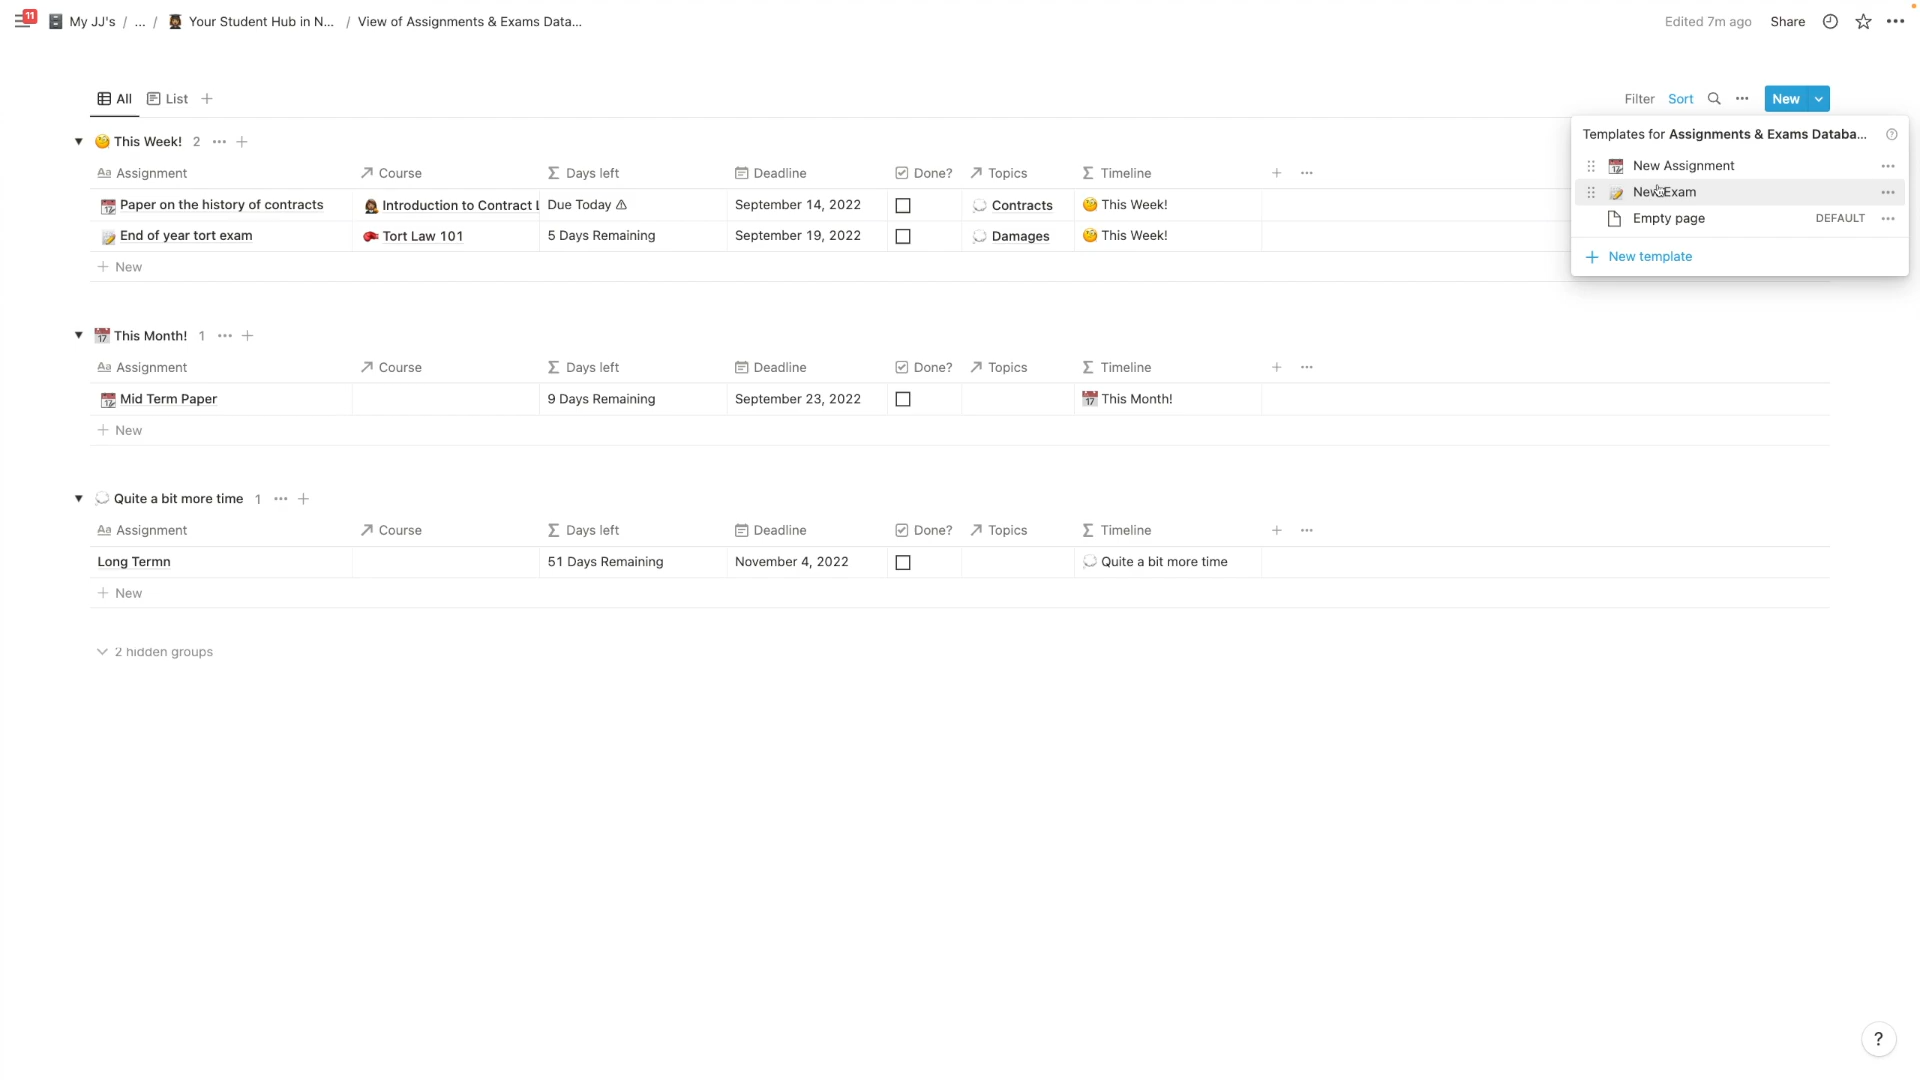 11 My JJ's / ... / Your Student Hub in N... / View of Assignments & Exams Data... Edited 7m ago Share
All List Filter Sort New
This Week! 2
Assignment Course Days left Deadline Done? Topics Timeline
Paper on the history of contracts Introduction to Contract L Due Today ⚠ September 14, 2022 Contracts This Week!
End of year tort exam Tort Law 101 5 Days Remaining September 19, 2022 Damages This Week!
+ New
Templates for Assignments & Exams Databa...
New Assignment
New Exam
Empty page DEFAULT
+ New template
This Month! 1
Aa Assignment Course Days left Deadline Done? Topics Timeline
Mid Term Paper 9 Days Remaining September 23, 2022 17 This Month!
+ New
Quite a bit more time 1
Aa Assignment Course Days left Deadline Done? Topics Timeline
Long Termn 51 Days Remaining November 4, 2022 Quite a bit more time
+ New
2 hidden groups
?